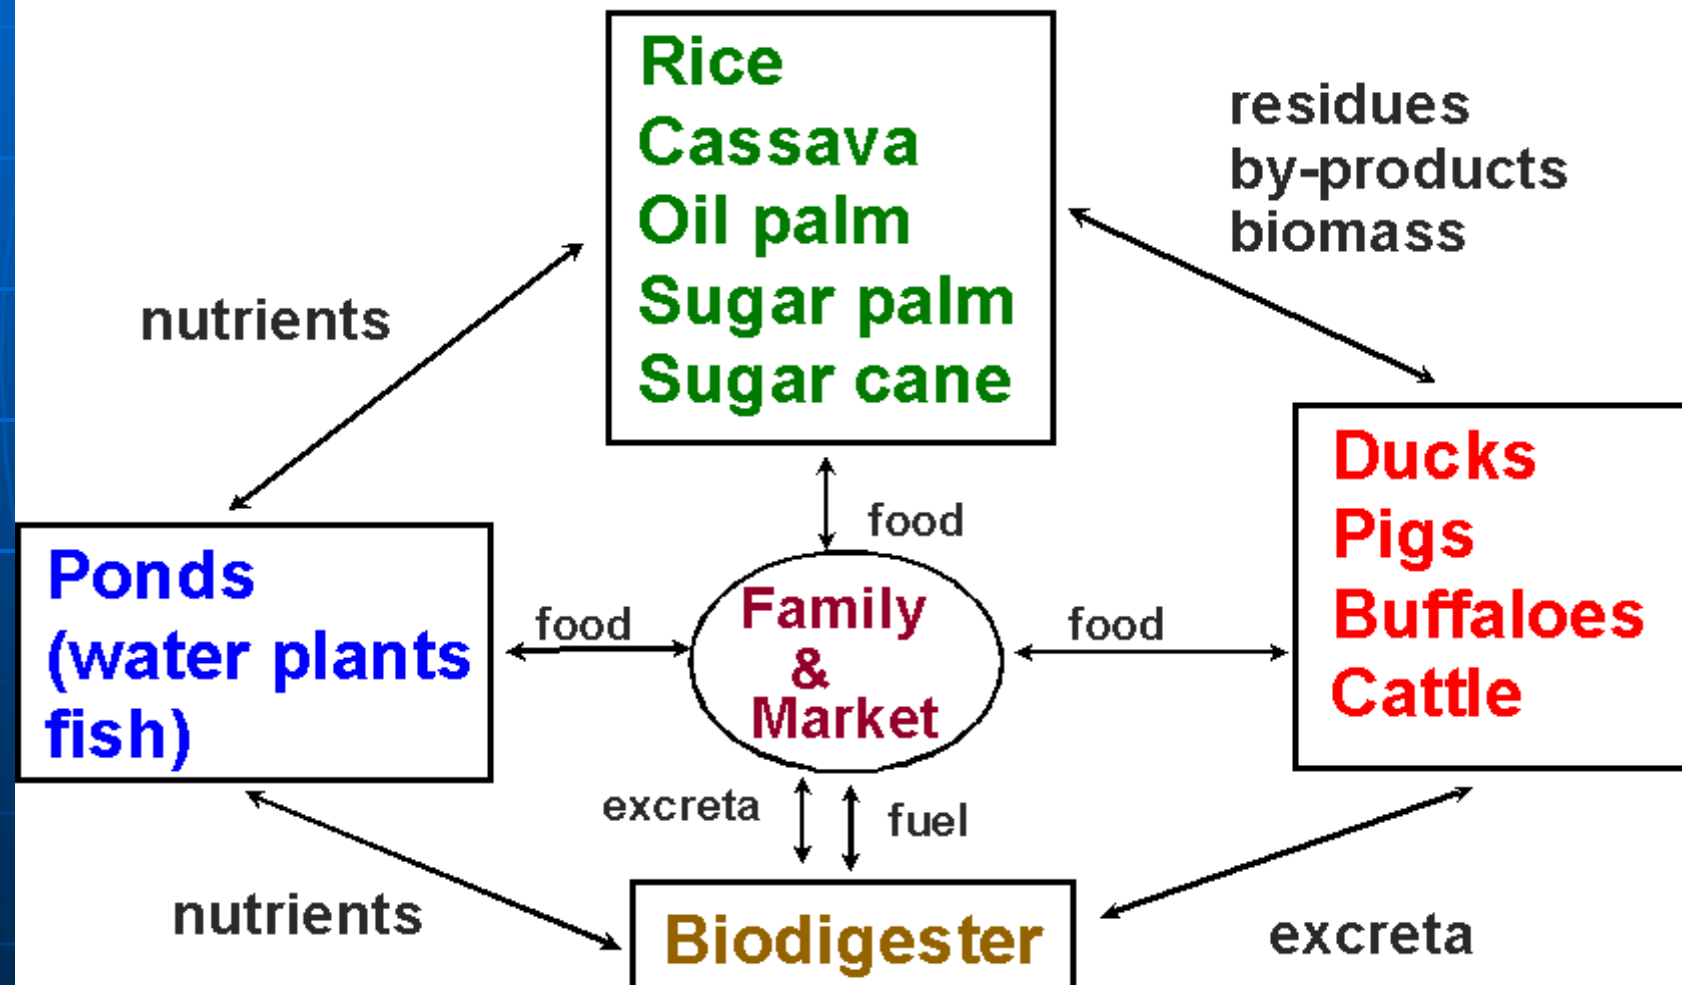 Rice
Cassava
Oil palm
Sugar palm
Sugar cane
residues
by-products
biomass
nutrients
food
Ponds
(water plants
fish)
food
Family
&
Market
food
Ducks
Pigs
Buffaloes
Cattle
excreta
fuel
nutrients
Biodigester
excreta